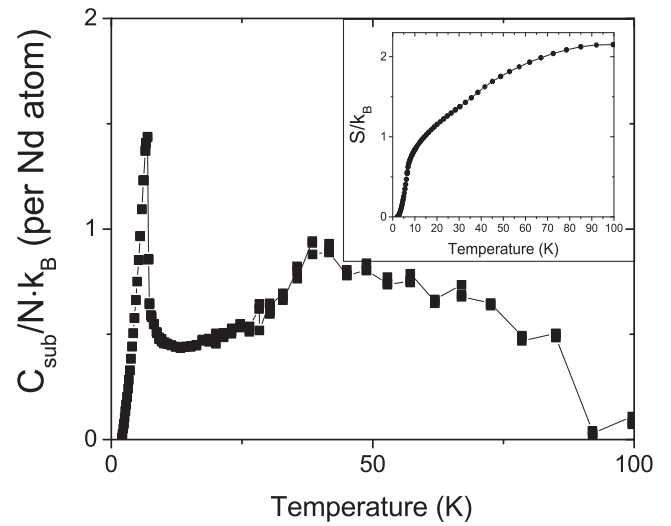 2
1
0
C_sub/N·k_B (per Nd atom)
0 50 100
Temperature (K)
2
1
0
S/k_B
0 10 20 30 40 50 60 70 80 90 100
Temperature (K)